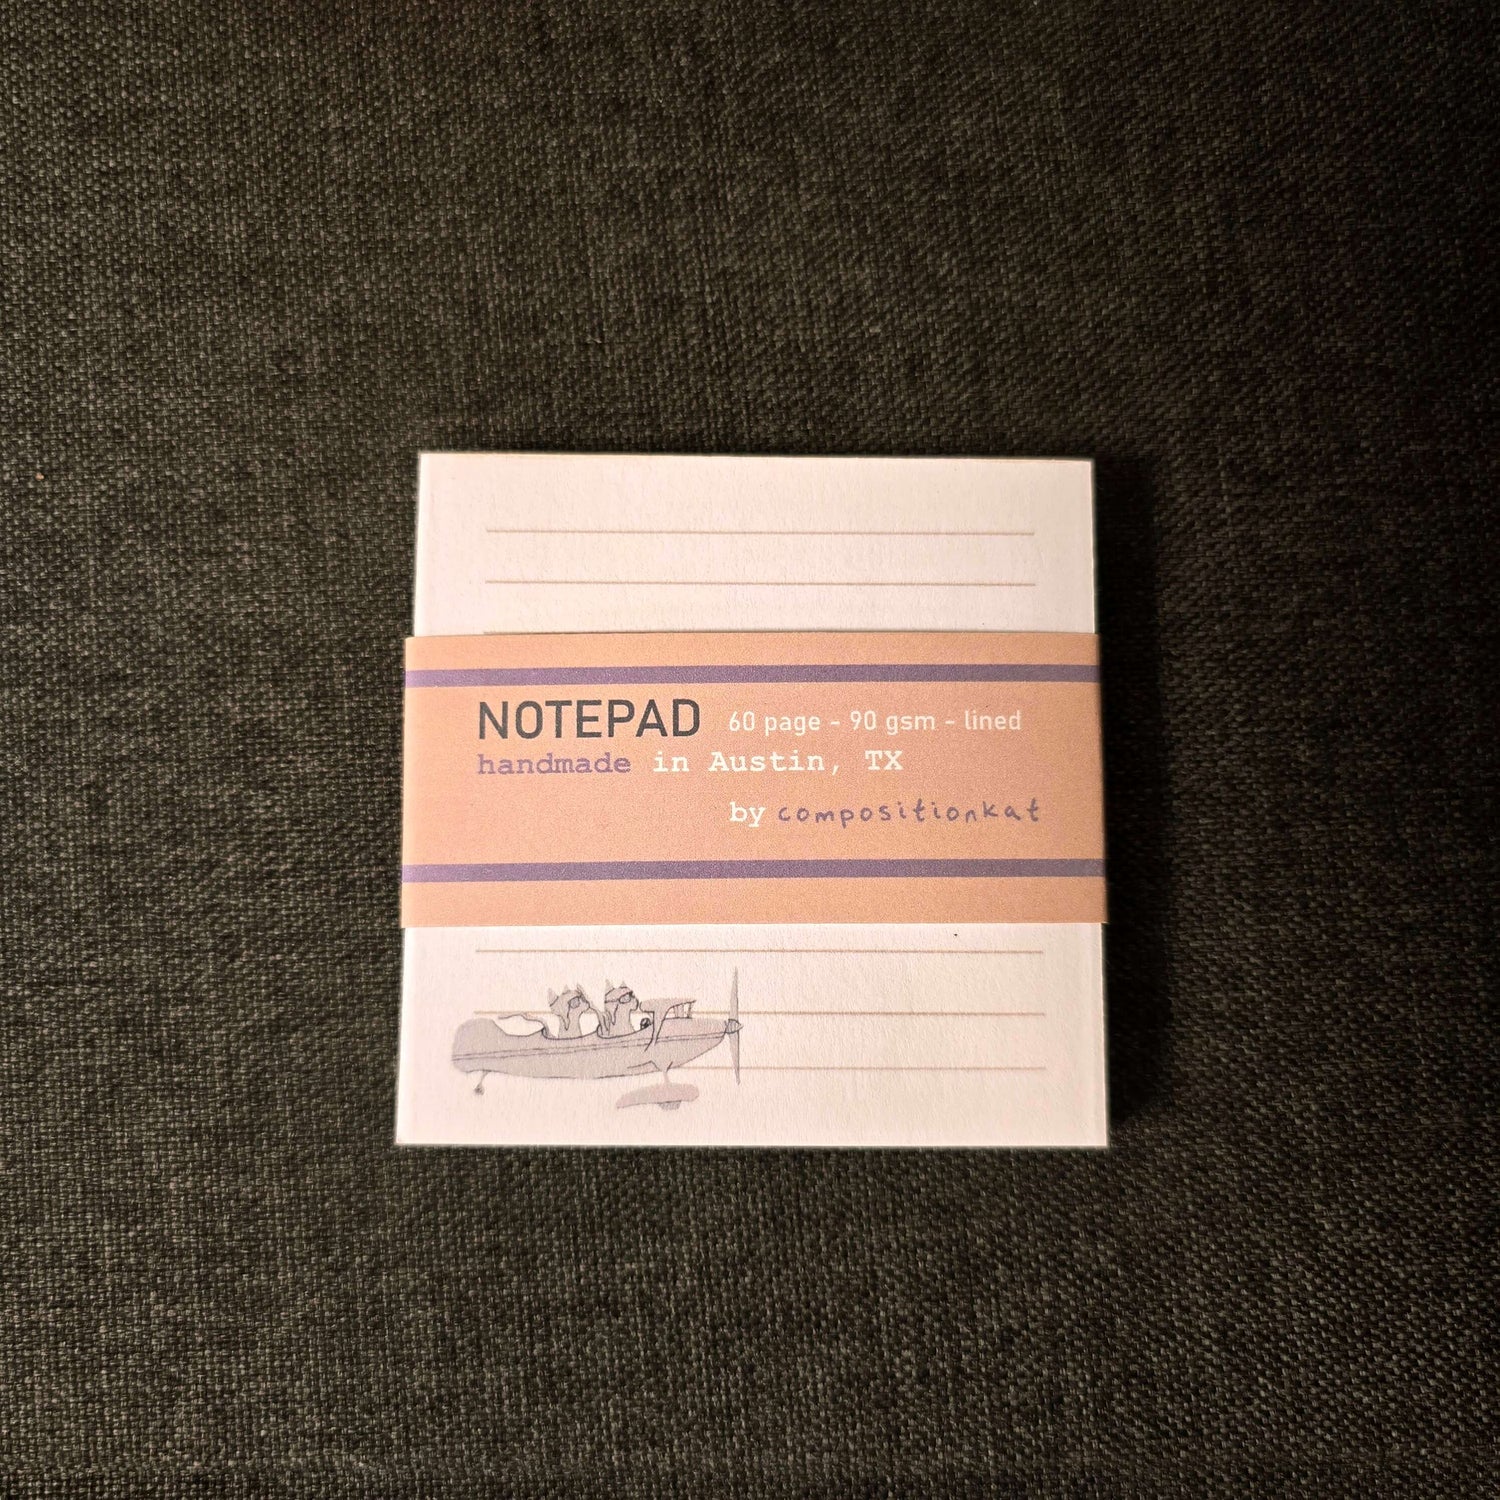 NOTEPAD 60 page - 90 gsm - lined
handmade in Austin, TX
by compositionkat